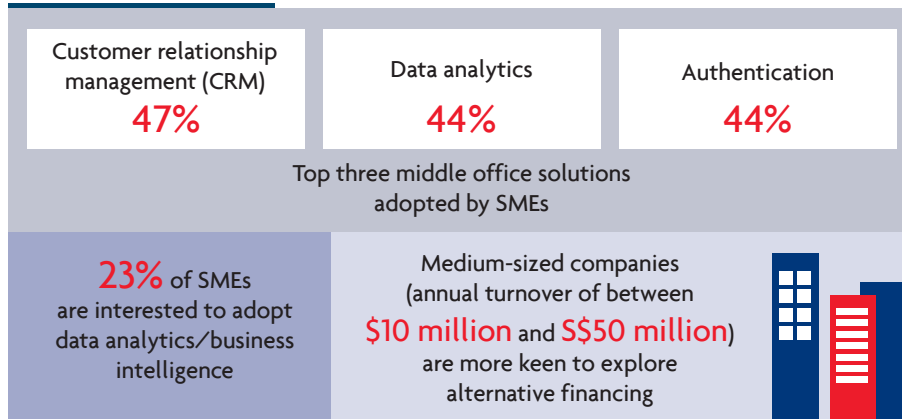 Customer relationship
management (CRM)
47%
Data analytics
44%
Authentication
44%
Top three middle office solutions
adopted by SMEs
23% of SMEs
are interested to adopt
data analytics/business
intelligence
Medium-sized companies
(annual turnover of between
$10 million and S$50 million)
are more keen to explore
alternative financing